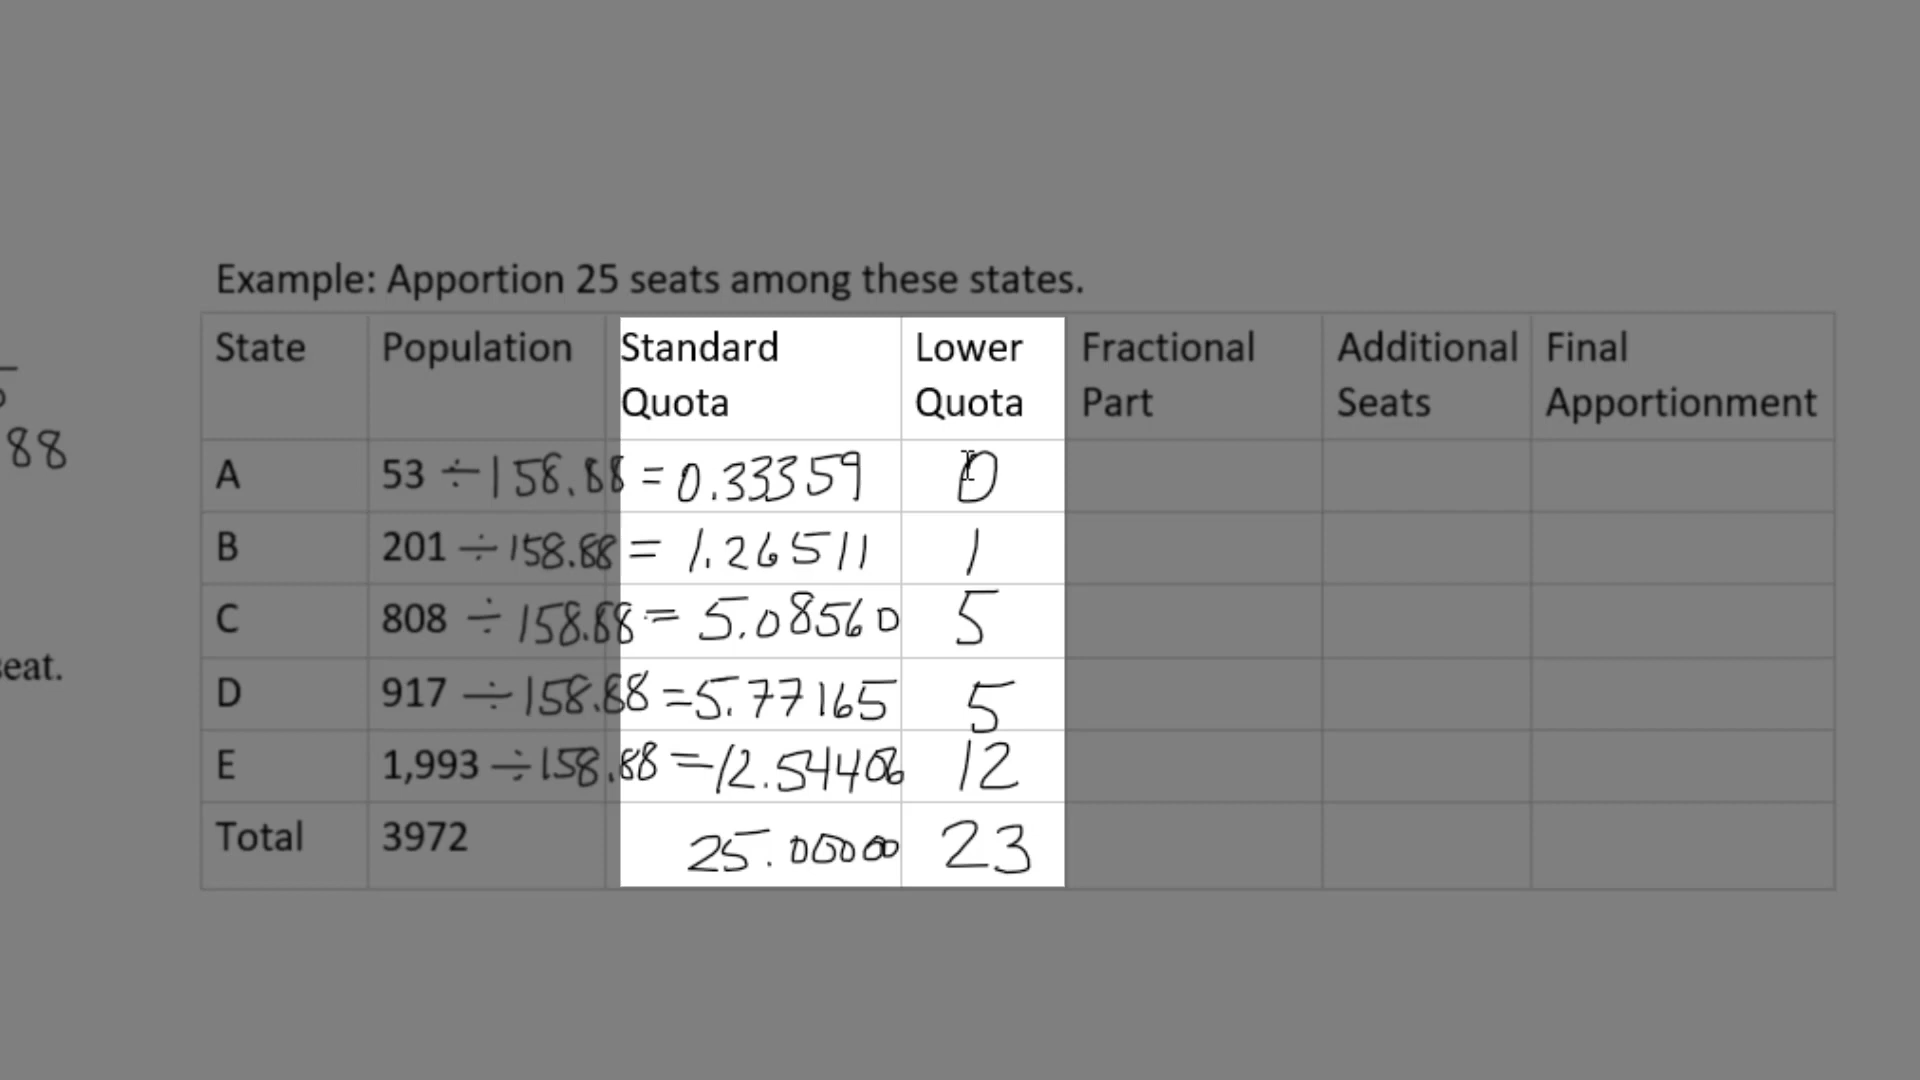 Example: Apportion 25 seats among these states.
State Population Standard Quota Lower Quota Fractional Part Additional Seats Final Apportionment
88
A 53 ÷ 158.88 = 0.33359 0
B 201 ÷ 158.88 = 1.26511 1
C 808 ÷ 158.88 = 5.08560 5
seat.
D 917 ÷ 158.88 = 5.77165 5
E 1,993 ÷ 158.88 = 12.54406 12
Total 3972 25.00000 23